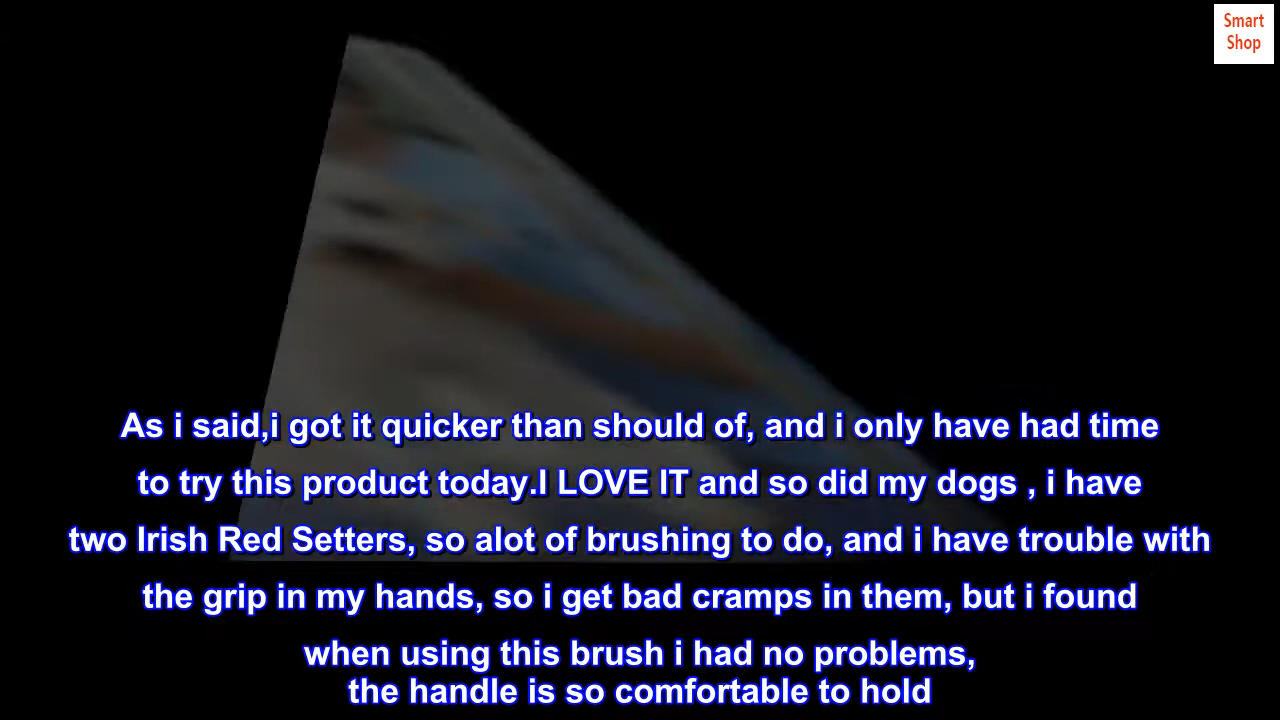 Smart
Shop
As i said,i got it quicker than should of, and i only have had time
to try this product today.I LOVE IT and so did my dogs , i have
two Irish Red Setters, so alot of brushing to do, and i have trouble with
the grip in my hands, so i get bad cramps in them, but i found
when using this brush i had no problems,
the handle is so comfortable to hold